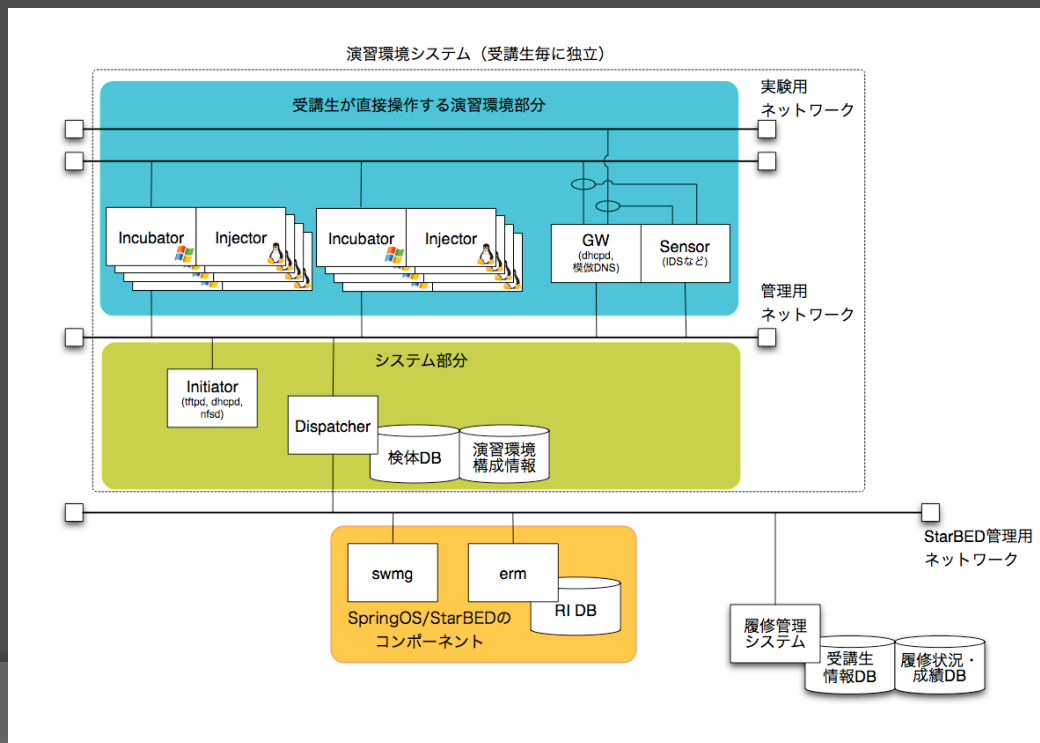 演習環境システム（受講生毎に独立）
受講生が直接操作する演習環境部分
実験用
ネットワーク
Incubator
Injector
Incubator
Injector
GW
(dhcpd,
模倣DNS)
Sensor
(IDSなど)
管理用
ネットワーク
システム部分
Initiator
(tftpd, dhcpd,
nfsd)
Dispatcher
検体DB
演習環境
構成情報
StarBED管理用
ネットワーク
swmg
erm
RI DB
SpringOS/StarBEDの
コンポーネント
履修管理
システム
受講生
情報DB
履修状況・
成績DB